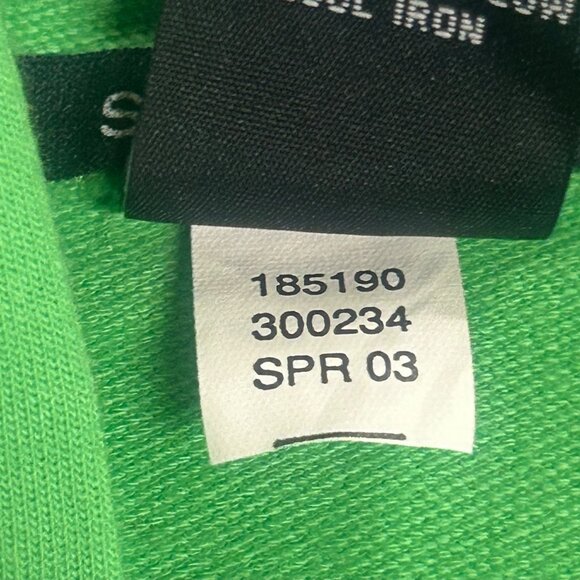 COOL IRON
S
185190
300234
SPR 03